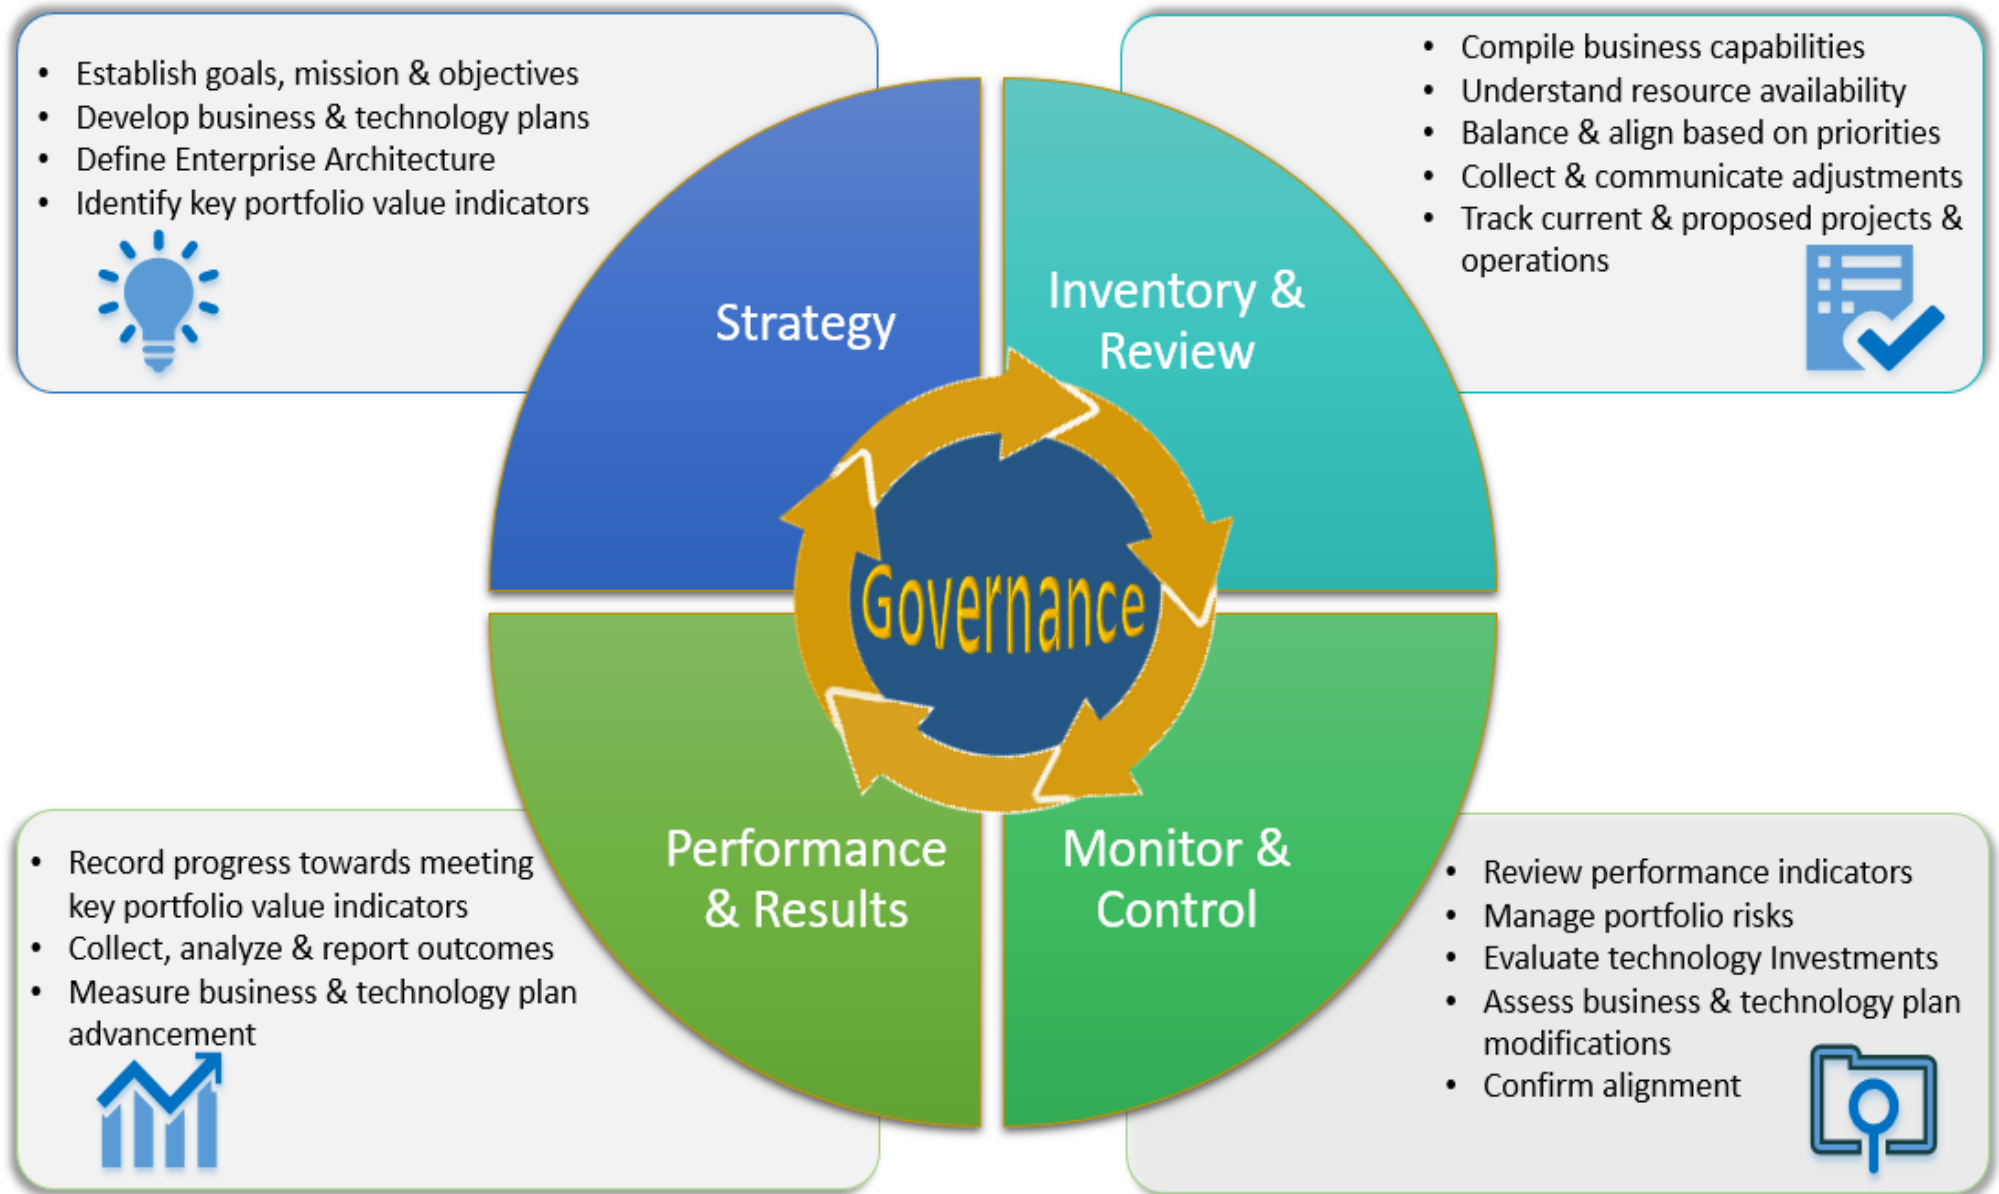 • Establish goals, mission & objectives
• Develop business & technology plans
• Define Enterprise Architecture
• Identify key portfolio value indicators
• Compile business capabilities
• Understand resource availability
• Balance & align based on priorities
• Collect & communicate adjustments
• Track current & proposed projects &
operations
Strategy
Inventory &
Review
Governance
Performance
& Results
Monitor &
Control
• Record progress towards meeting
key portfolio value indicators
• Collect, analyze & report outcomes
• Measure business & technology plan
advancement
• Review performance indicators
• Manage portfolio risks
• Evaluate technology Investments
• Assess business & technology plan
modifications
• Confirm alignment